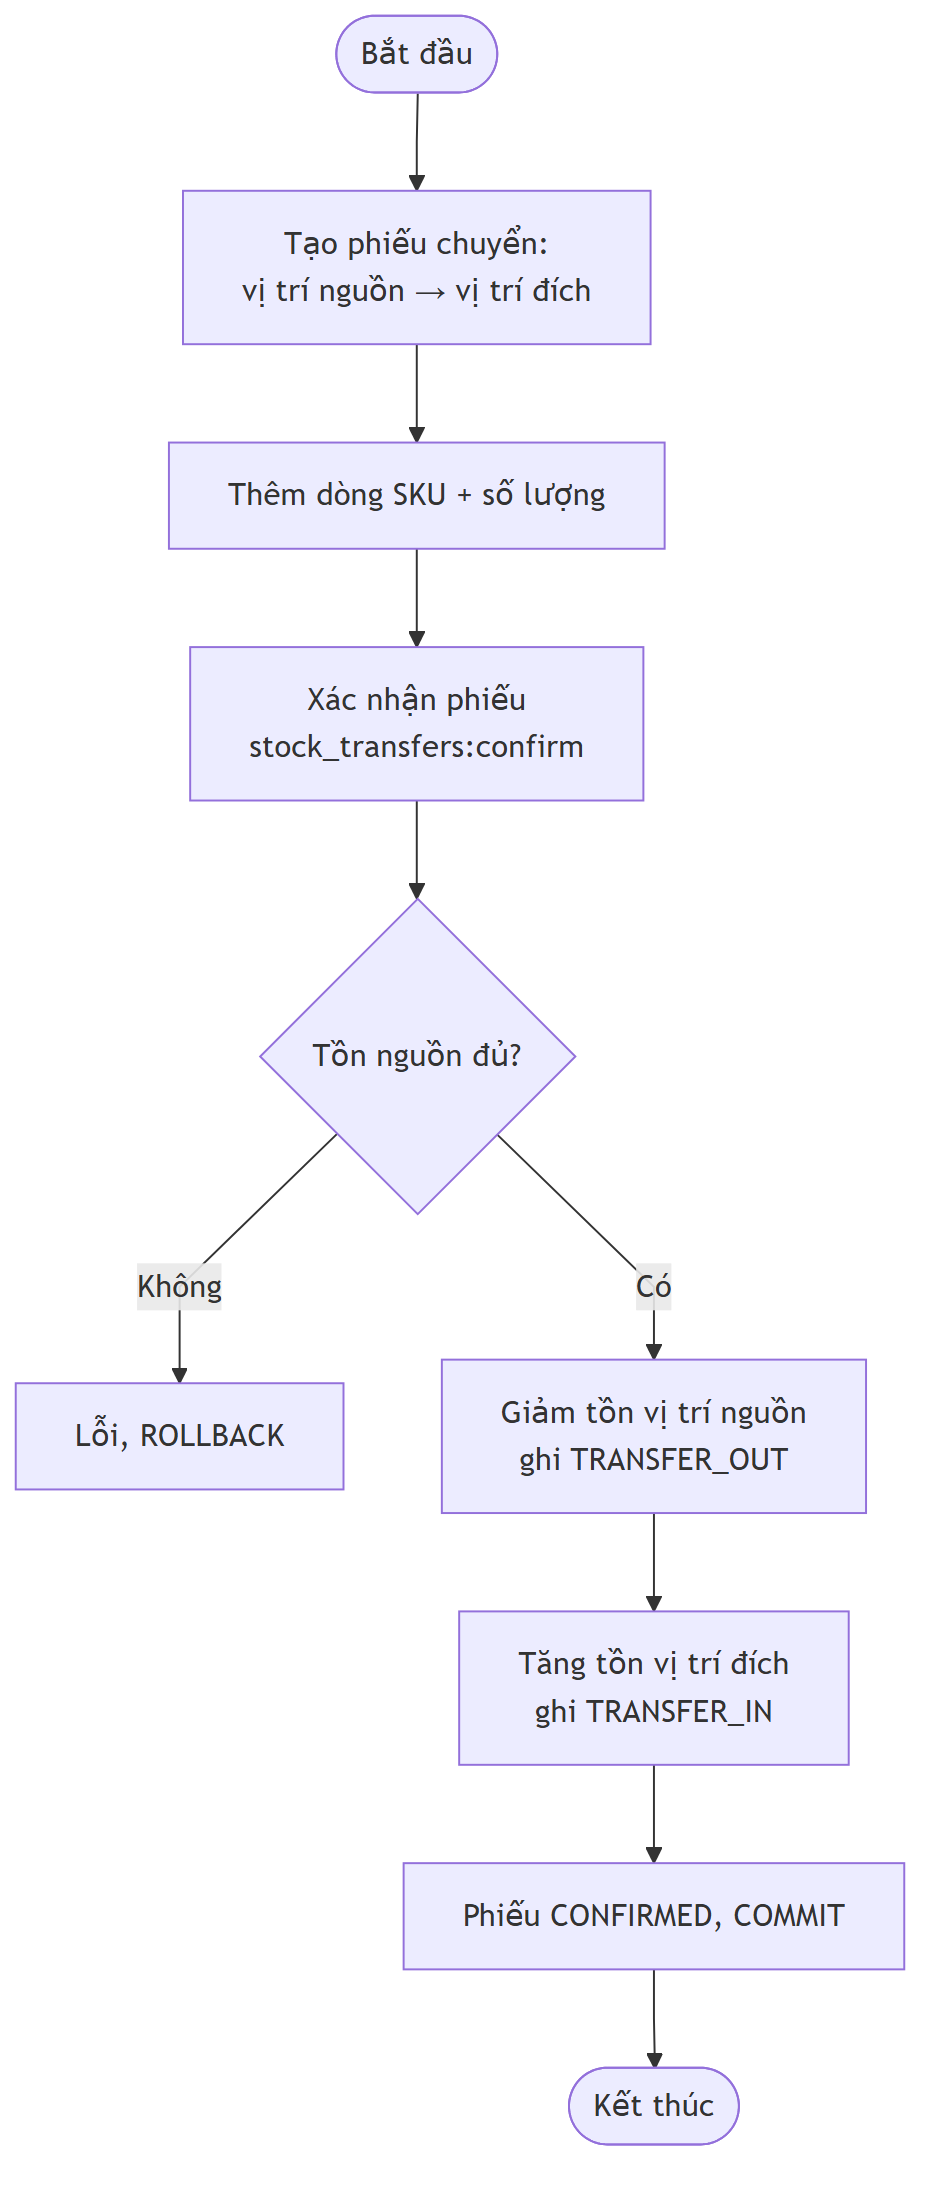 Bắt đầu
Tạo phiếu chuyển:
vị trí nguồn → vị trí đích
Thêm dòng SKU + số lượng
Xác nhận phiếu
stock_transfers:confirm
Tồn nguồn đủ?
Không
Có
Lỗi, ROLLBACK
Giảm tồn vị trí nguồn
ghi TRANSFER_OUT
Tăng tồn vị trí đích
ghi TRANSFER_IN
Phiếu CONFIRMED, COMMIT
Kết thúc